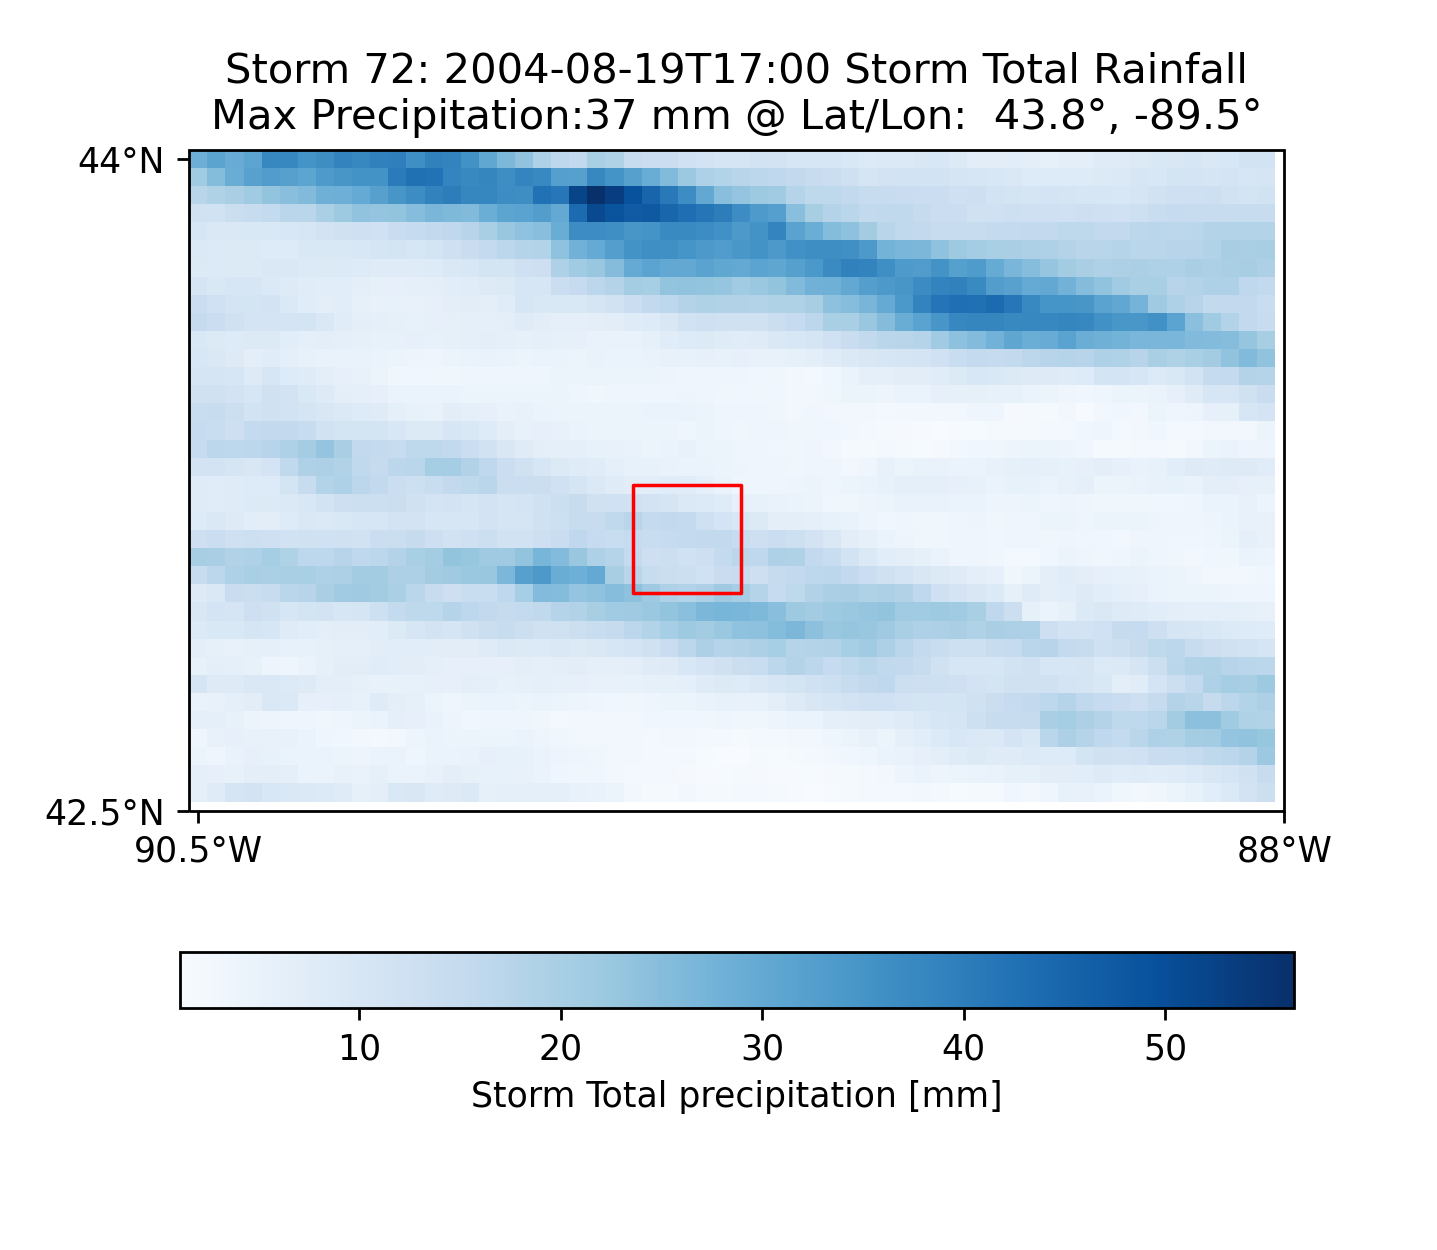 Storm 72: 2004-08-19T17:00 Storm Total Rainfall
Max Precipitation:37 mm @ Lat/Lon:  43.8°, -89.5°
44°N
42.5°N
90.5°W
88°W
10
20
30
40
50
Storm Total precipitation [mm]